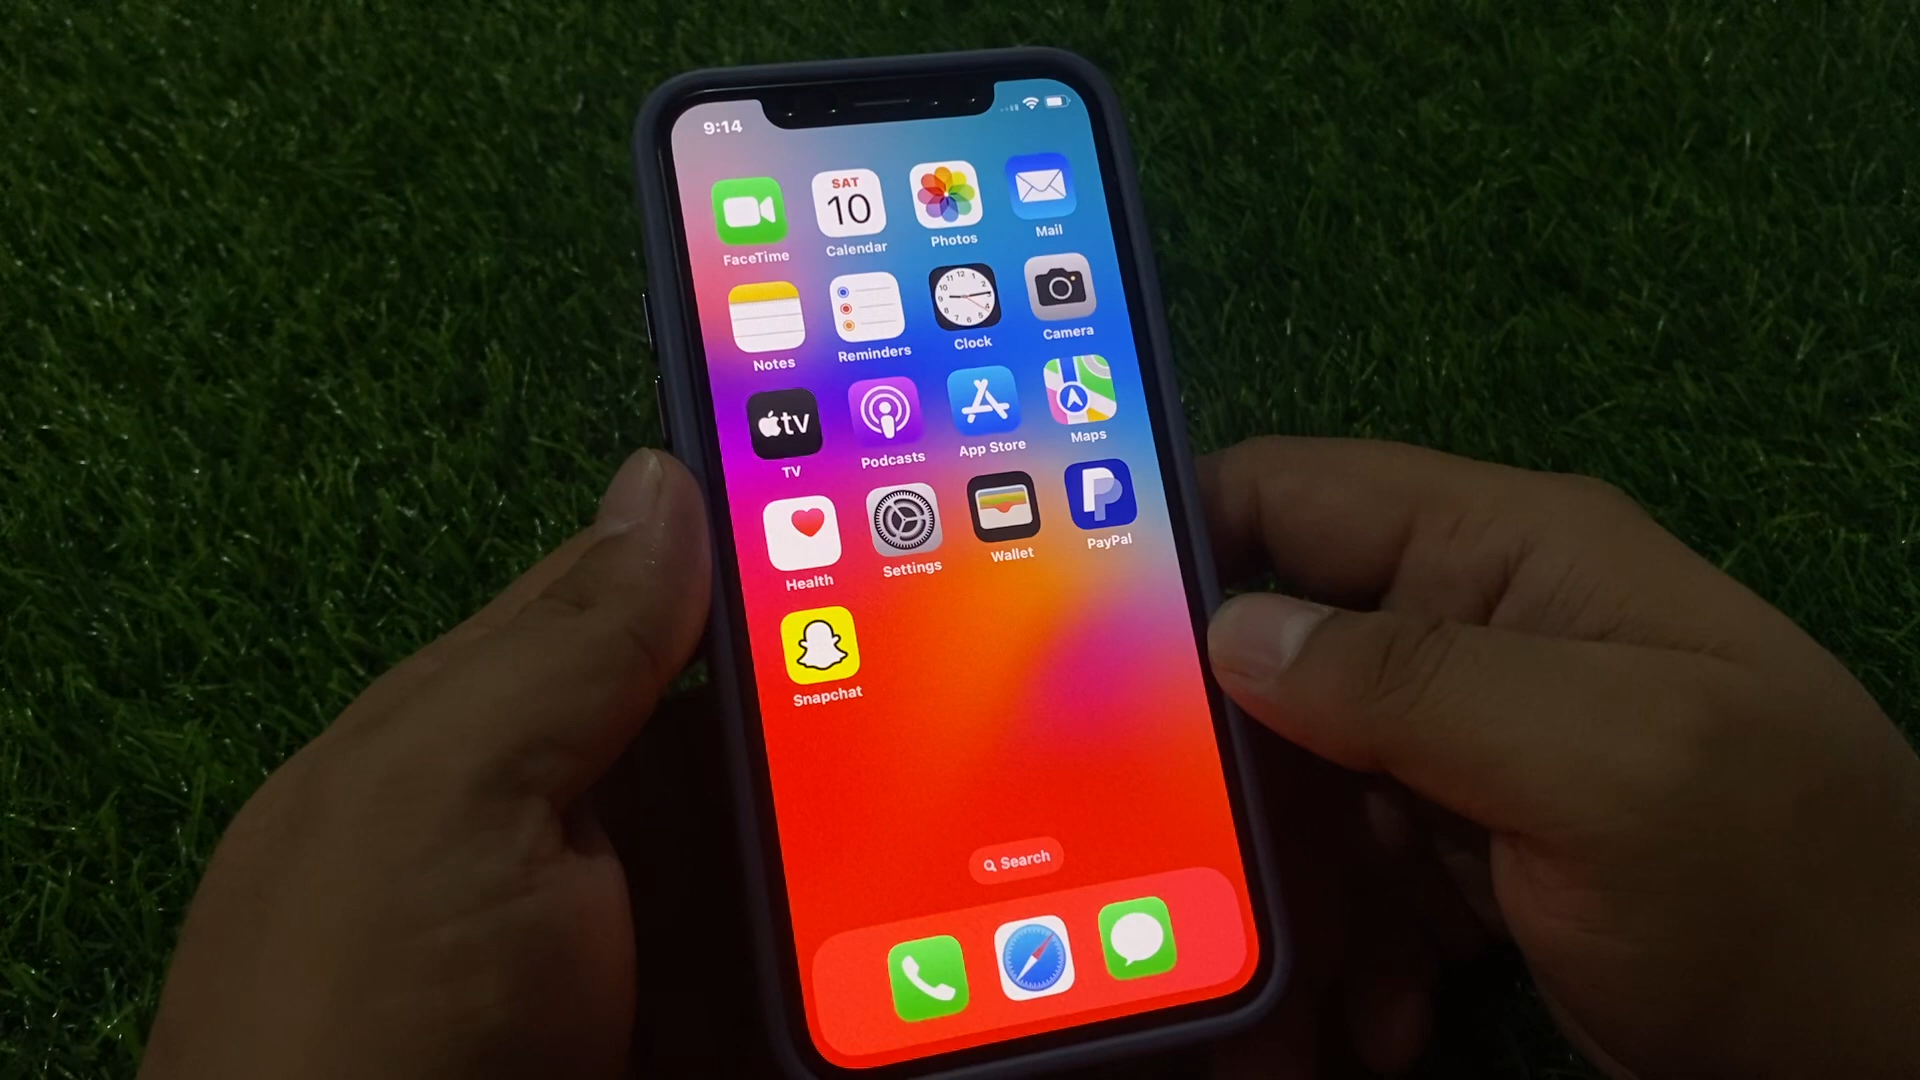 9:14
FaceTime
SAT
10
Calendar
Photos
Mail
Notes
Reminders
Clock
Camera
tv
TV
Podcasts
App Store
Maps
Health
Settings
Wallet
PayPal
Snapchat
Search